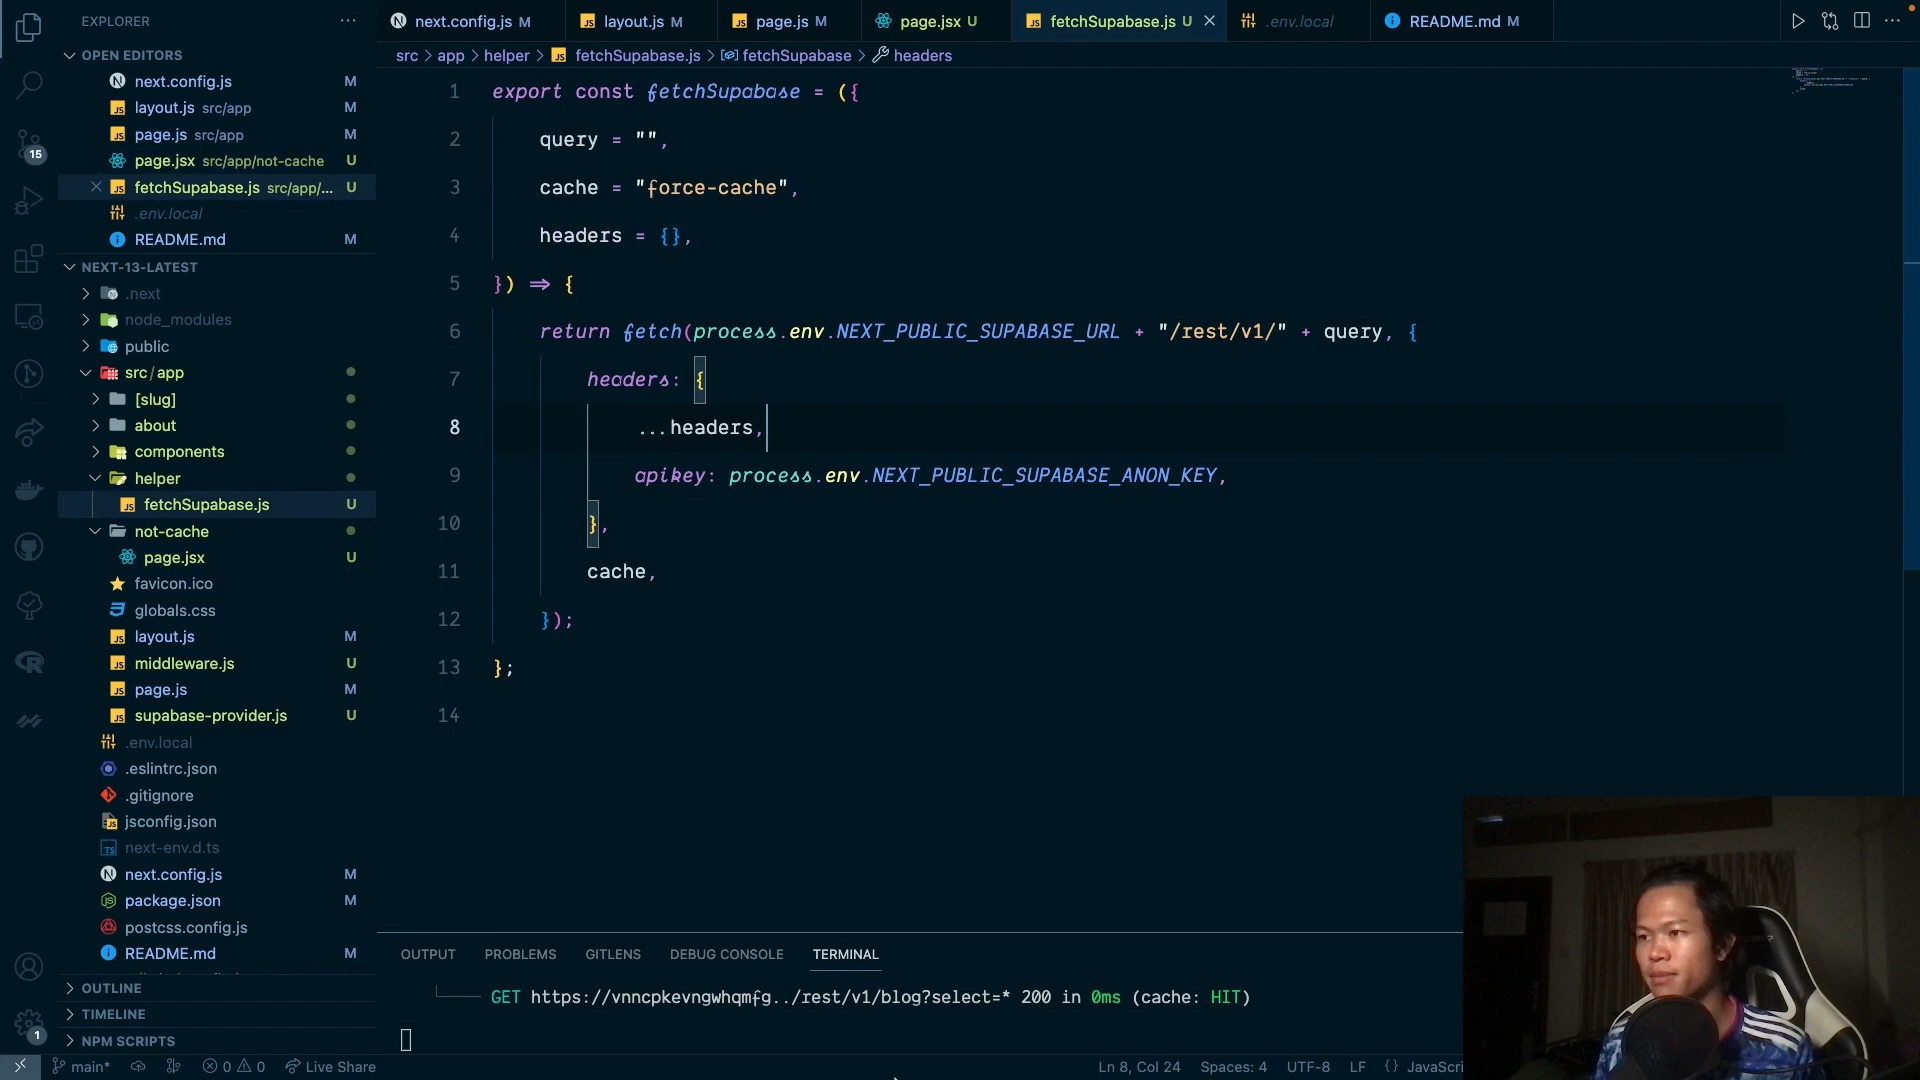 EXPLORER
OPEN EDITORS
next.config.js M
layout.js src/app M
page.js src/app M
page.jsx src/app/not-cache U
fetchSupabase.js src/app/... U
.env.local
README.md M
NEXT-13-LATEST
.next
node_modules
public
src / app
[slug]
about
components
helper
fetchSupabase.js U
not-cache
page.jsx U
favicon.ico
globals.css
layout.js M
middleware.js U
page.js M
supabase-provider.js U
.env.local
.eslintrc.json
.gitignore
jsconfig.json
next-env.d.ts
next.config.js M
package.json M
postcss.config.js
README.md M
OUTLINE
TIMELINE
NPM SCRIPTS
15
1
next.config.js M
layout.js M
page.js M
page.jsx U
fetchSupabase.js U
.env.local
README.md M
src > app > helper > fetchSupabase.js > fetchSupabase > headers
1 export const fetchSupabase = ({
2 query = "",
3 cache = "force-cache",
4 headers = {},
5 }) => {
6 return fetch(process.env.NEXT_PUBLIC_SUPABASE_URL + "/rest/v1/" + query, {
7 headers: {
8 ...headers,
9 apikey: process.env.NEXT_PUBLIC_SUPABASE_ANON_KEY,
10 },
11 cache,
12 });
13 };
14
OUTPUT PROBLEMS GITLENS DEBUG CONSOLE TERMINAL
GET https://vnncpkevngwhqmfg../rest/v1/blog?select=* 200 in 0ms (cache: HIT)
main* 0 0 Live Share Ln 8, Col 24 Spaces: 4 UTF-8 LF {} JavaScri